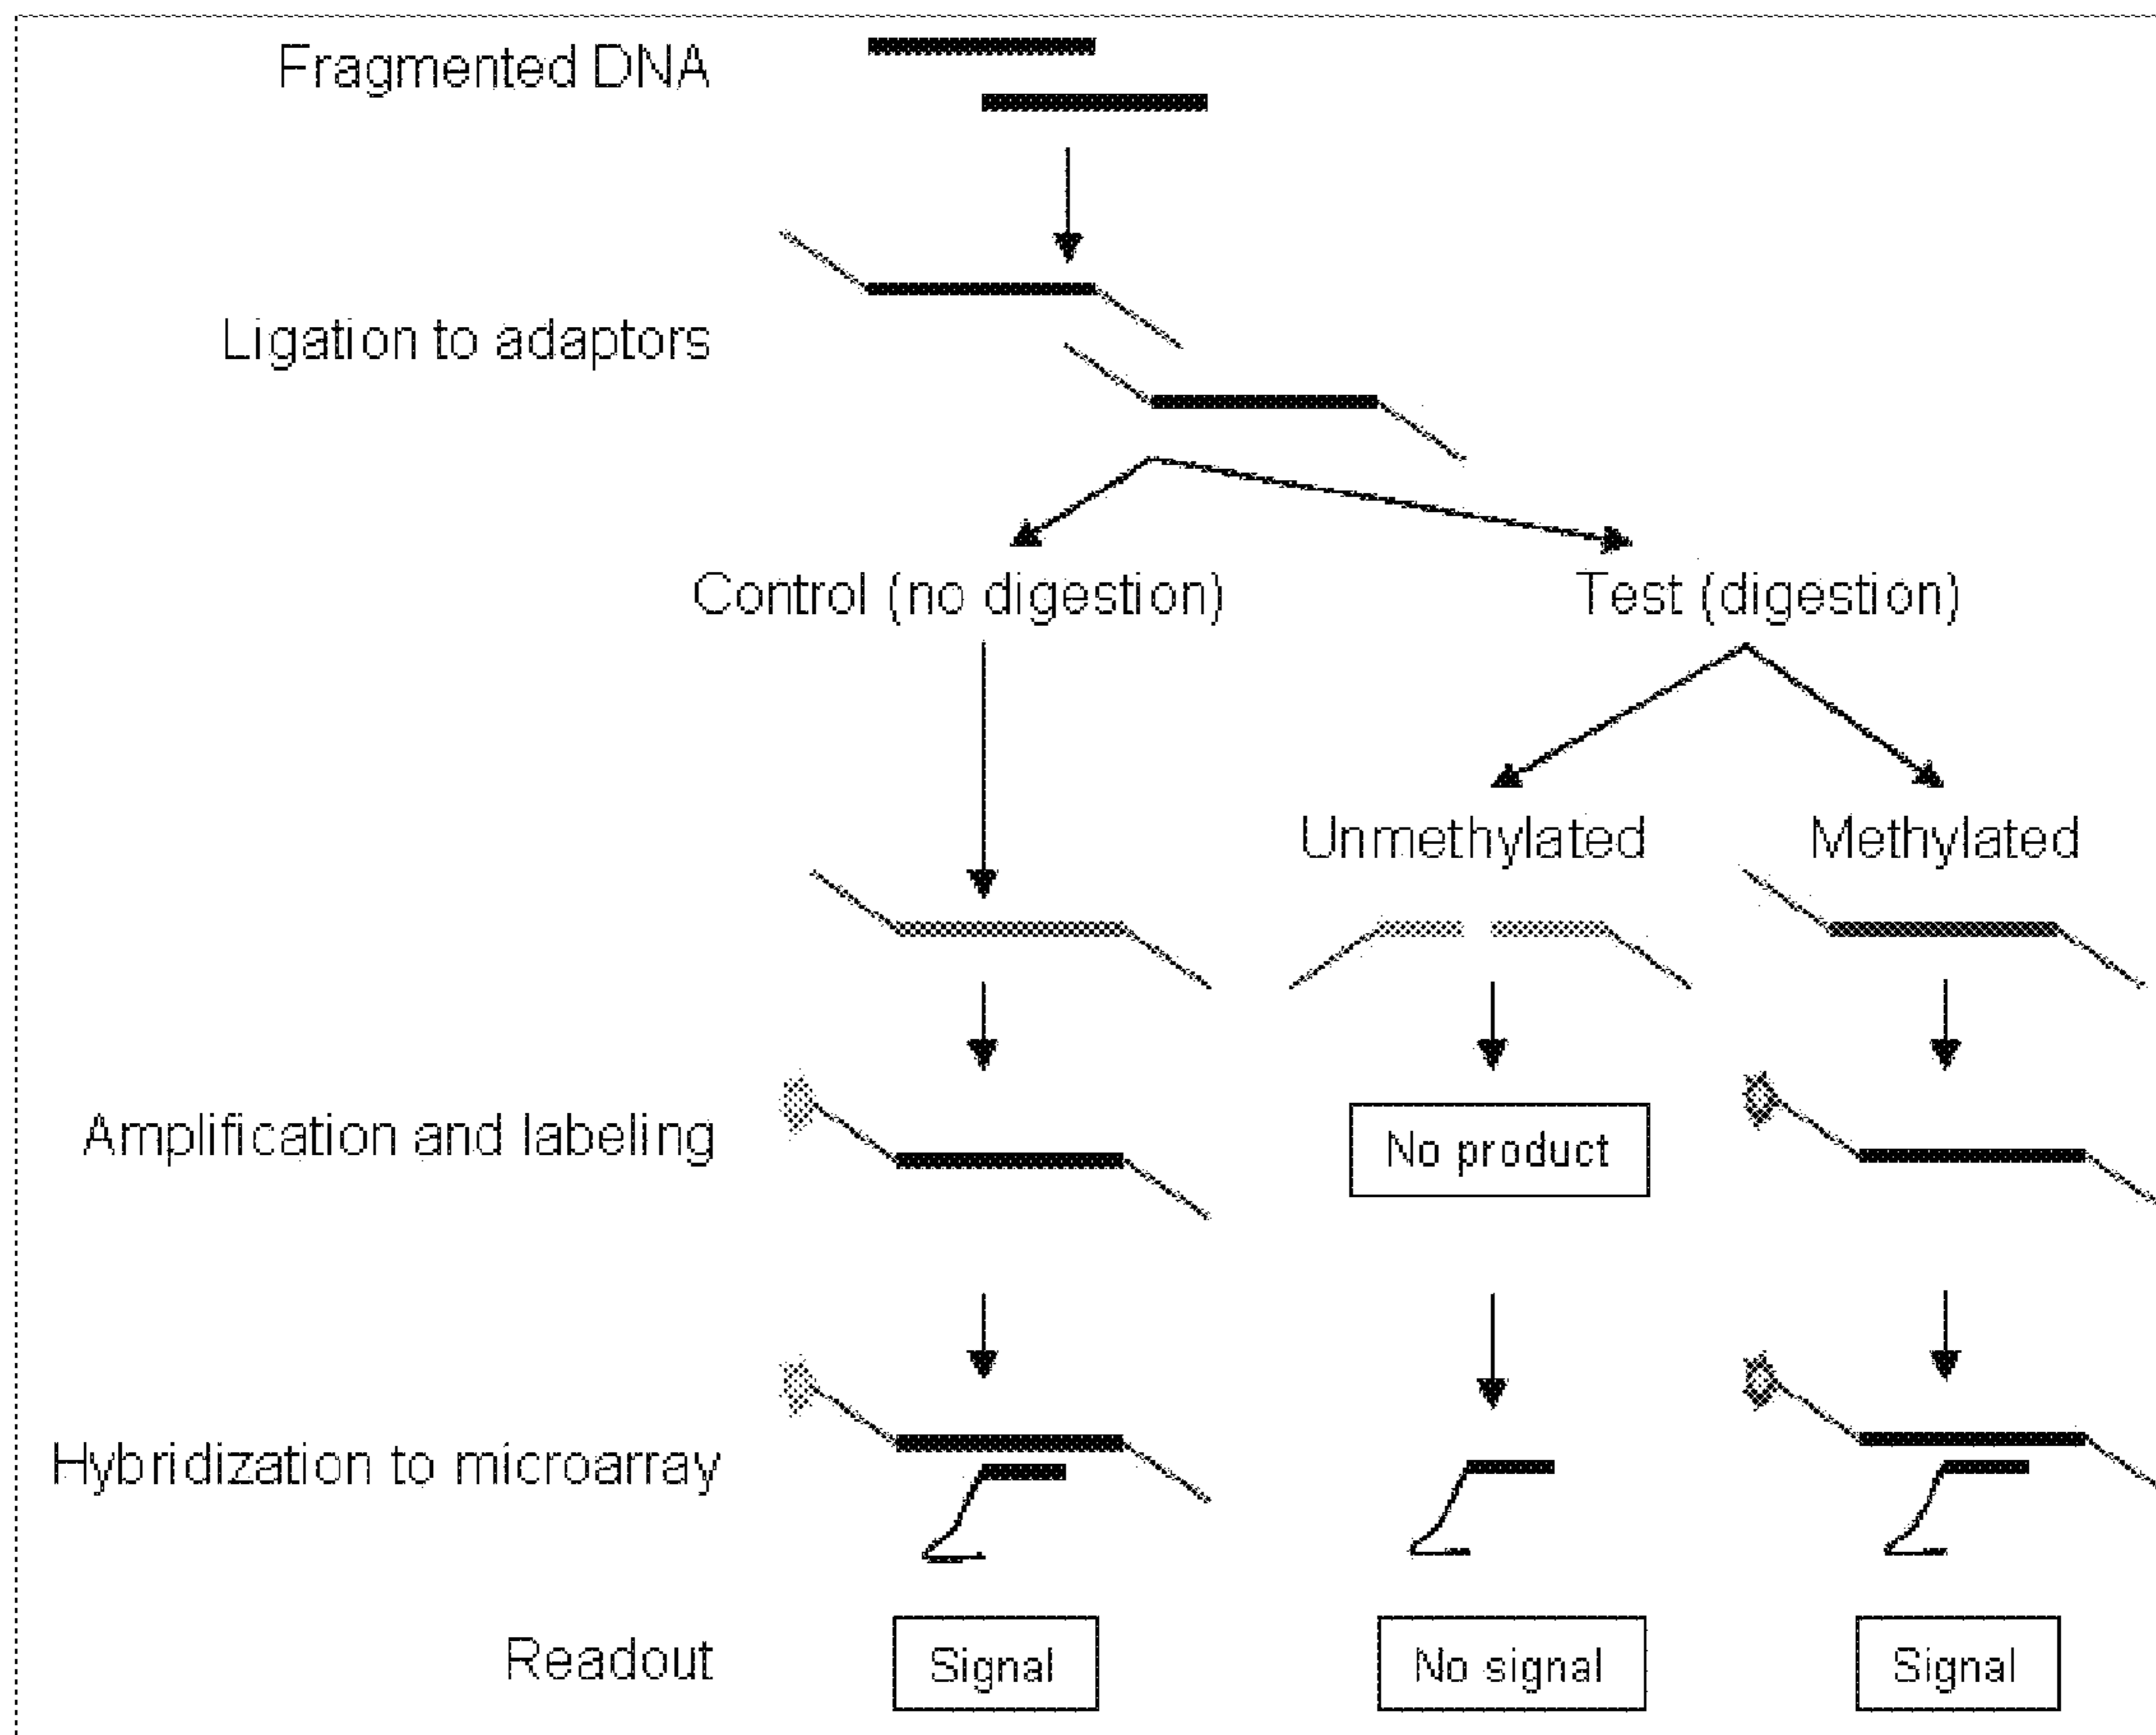 Fragmented DNA
Ligation to adaptors
Control (no digestion)
Test (digestion)
Unmethylated
Methylated
Amplification and labeling
No product
Hybridization to microarray
Readout
Signal
No signal
Signal